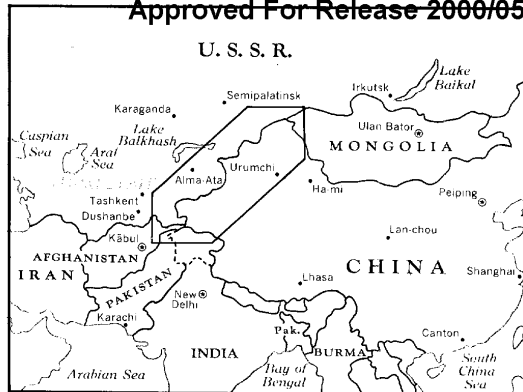 Approved For Release 2000/05
U. S. S. R.
Semipalatinsk
Irkutsk
Lake
Baikal
Karaganda
Lake
Balkhash
Ulan Bator
MONGOLIA
Caspian
Sea
Aral
Sea
Alma-Ata
Urumchi
Ha-mi
Tashkent
Dushanbe
Peiping
Kābul
Lan-chou
AFGHANISTAN
IRAN
CHINA
PAKISTAN
Lhasa
Shanghai
New
Delhi
Karachi
Pak.
Canton
South
China
Sea
INDIA
BURMA
Arabian Sea
Bay of
Bengal